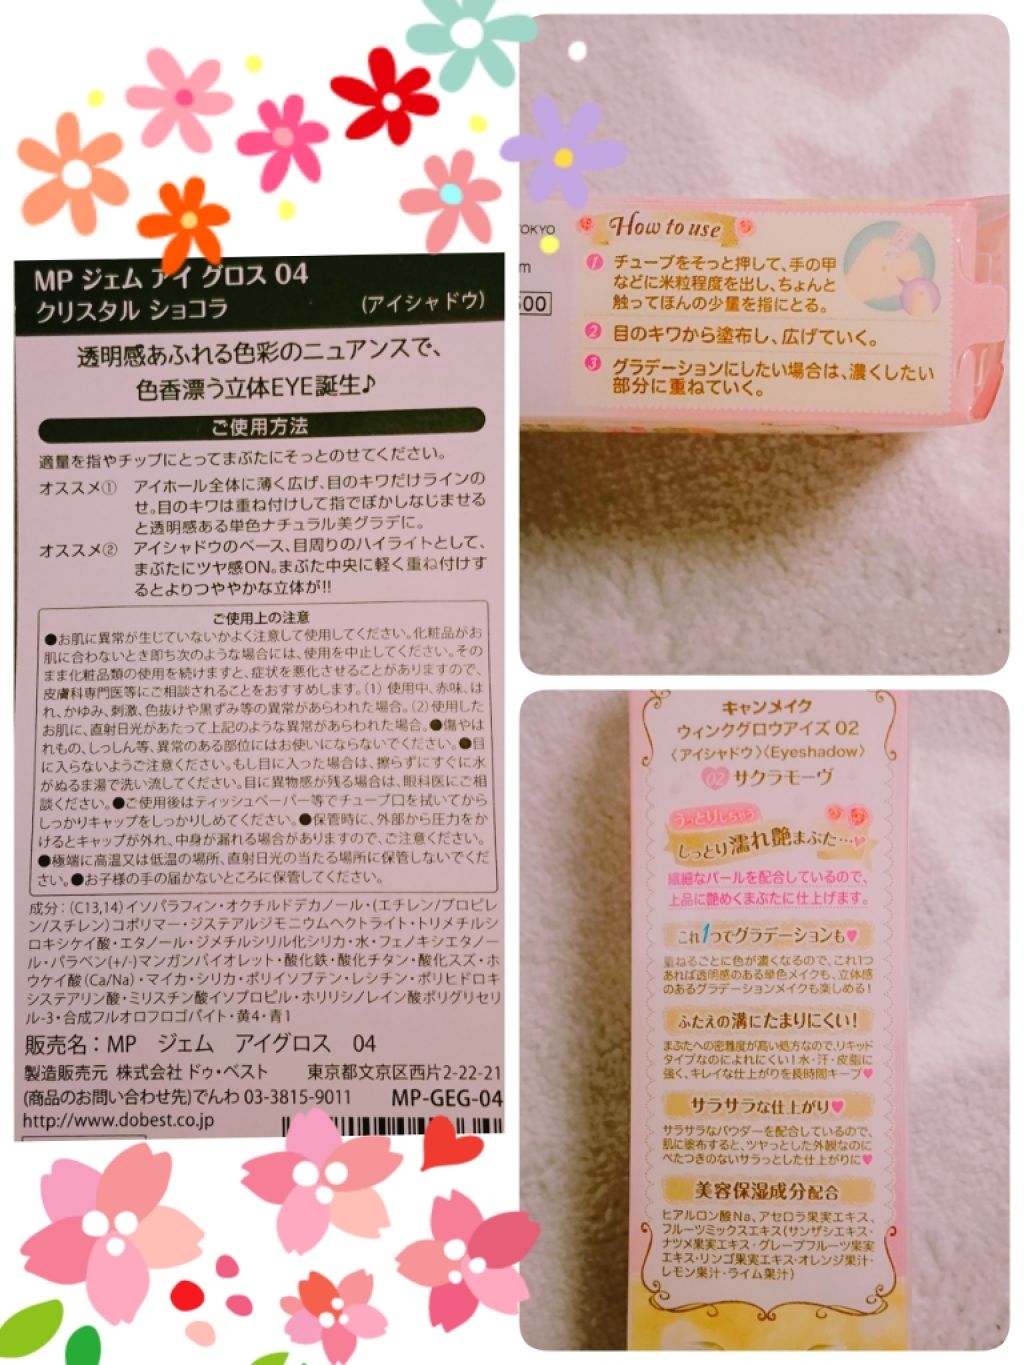 MP ジェム アイ グロス 04
クリスタル ショコラ
(アイシャドウ)
透明感あふれる色彩のニュアンスで、
色香漂う立体EYE誕生♪
ご使用方法
適量を指やチップにとってまぶたにそっとのせてください。
オススメ① アイホール全体に薄く広げ、目のキワだけラインの
せ。目のキワは重ね付けして指でぼかしなじませる
と透明感ある単色ナチュラル美グラデに。
オススメ② アイシャドウのベース、目周りのハイライトとして、
まぶたにツヤ感ON。まぶた中央に軽く重ね付けす
るとよりつややかな立体が!!
ご使用上の注意
●お肌に異常が生じていないかよく注意して使用してください。化粧品がお
肌に合わないとき即ち次のような場合には、使用を中止してください。その
まま化粧品類の使用を続けますと、症状を悪化させることがありますので、
皮膚科専門医等にご相談されることをおすすめします。(1) 使用中、赤味、は
れ、かゆみ、刺激、色抜けや黒ずみ等の異常があらわれた場合。(2)使用した
お肌に、直射日光があたって上記のような異常があらわれた場合。●傷やは
れもの、しっしん等、異常のある部位にはお使いにならないでください。●目
に入らないようご注意ください。もし目に入った場合は、擦らずにすぐに水
かぬるま湯で洗い流してください。目に異物感が残る場合は、眼科医にご相
談ください。●ご使用後はティッシュペーパー等でチューブ口を拭いてから
しっかりキャップをしっかりしめてください。●保管時に、外部から圧力をか
けるとキャップが外れ、中身が漏れる場合がありますので、ご注意ください。
●極端に高温又は低温の場所、直射日光の当たる場所に保管しないでくだ
さい。●お子様の手の届かないところに保管してください。
成分：(C13,14)イソパラフィン・オクチルドデカノール・(エチレン/プロピレ
ン/スチレン)コポリマー・ジステアルジモニウムヘクトライト・トリメチルシ
ロキシケイ酸・エタノール・ジメチルシリル化シリカ・水・フェノキシエタノー
ル・パラベン(+/-)マンガンバイオレット・酸化鉄・酸化チタン・酸化スズ・ホ
ウケイ酸(Ca/Na)・マイカ・シリカ・ポリイソブテン・レシチン・ポリヒドロキ
システアリン酸・ミリスチン酸イソプロピル・ホリリシノレイン酸ポリグリセリ
ル-3・合成フルオロフロゴパイト・黄4・青1
販売名：MP ジェム アイグロス 04
製造販売元 株式会社ドゥ・ベスト 東京都文京区西片2-22-21
(商品のお問い合わせ先)でんわ 03-3815-9011 MP-GEG-04
http://www.dobest.co.jp
OKYO
m
500
How to use
1 チューブをそっと押して、手の甲
などに米粒程度を出し、ちょんと
触ってほんの少量を指にとる。
2 目のキワから塗布し、広げていく。
3 グラデーションにしたい場合は、濃くしたい
部分に重ねていく。
キャンメイク
ウィンクグロウアイズ 02
〈アイシャドウ〉〈Eyeshadow〉
02 サクラモーヴ
うっとりしちゃう
しっとり濡れ艶まぶた…♥
繊細なパールを配合しているので、
上品に艶めくまぶたに仕上げます。
これ1つでグラデーションも♥
重ねるごとに色が濃くなるので、これ1つ
あれば透明感のある単色メイクも、立体感
のあるグラデーションメイクも楽しめる!
ふたえの溝にたまりにくい!
まぶたへの密着度が高い処方なので、リキッド
タイプなのによれにくい!水・汗・皮脂に
強く、キレイな仕上がりを長時間キープ♥
サラサラな仕上がり♥
サラサラなパウダーを配合しているので、
肌に塗布すると、ツヤっとした外観なのに
べたつきのないサラっとした仕上がりに♥
美容保湿成分配合
ヒアルロン酸Na、アセロラ果実エキス、
フルーツミックスエキス(サンザシエキス・
ナツメ果実エキス・グレープフルーツ果実
エキス・リンゴ果実エキス・オレンジ果汁・
レモン果汁・ライム果汁)